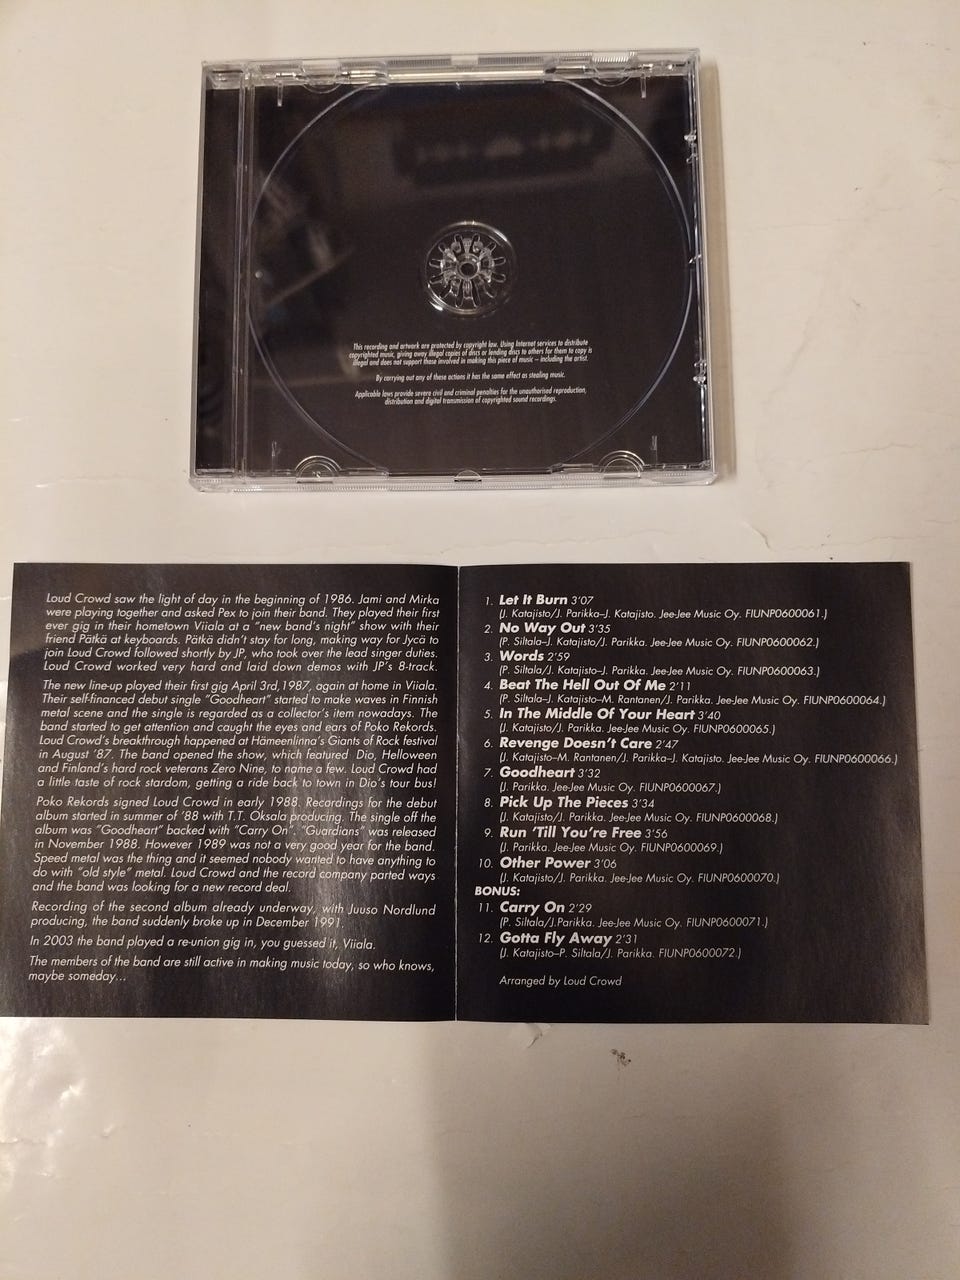 This recording and artwork are protected by copyright law. Using Internet services to distribute
copyrighted music, giving away illegal copies of discs or lending discs to others for them to copy is
illegal and does not support those involved in making this piece of music – including the artist.
By carrying out any of these actions it has the same effect as stealing music.
Applicable laws provide severe civil and criminal penalties for the unauthorised reproduction,
distribution and digital transmission of copyrighted sound recordings.
Loud Crowd saw the light of day in the beginning of 1986. Jami and Mirka
were playing together and asked Pex to join their band. They played their first
ever gig in their hometown Viiala at a “new band’s night” show with their
friend Pätkä at keyboards. Pätkä didn’t stay for long, making way for Jycä to
join Loud Crowd followed shortly by JP, who took over the lead singer duties.
Loud Crowd worked very hard and laid down demos with JP’s 8-track.
The new line-up played their first gig April 3rd,1987, again at home in Viiala.
Their self-financed debut single “Goodheart” started to make waves in Finnish
metal scene and the single is regarded as a collector’s item nowadays. The
band started to get attention and caught the eyes and ears of Poko Rekords.
Loud Crowd’s breakthrough happened at Hämeenlinna’s Giants of Rock festival
in August ’87. The band opened the show, which featured Dio, Helloween
and Finland’s hard rock veterans Zero Nine, to name a few. Loud Crowd had
a little taste of rock stardom, getting a ride back to town in Dio’s tour bus!
Poko Rekords signed Loud Crowd in early 1988. Recordings for the debut
album started in summer of ’88 with T.T. Oksala producing. The single off the
album was “Goodheart” backed with “Carry On”. “Guardians” was released
in November 1988. However 1989 was not a very good year for the band.
Speed metal was the thing and it seemed nobody wanted to have anything to
do with “old style” metal. Loud Crowd and the record company parted ways
and the band was looking for a new record deal.
Recording of the second album already underway, with Juuso Nordlund
producing, the band suddenly broke up in December 1991.
In 2003 the band played a re-union gig in, you guessed it, Viiala.
The members of the band are still active in making music today, so who knows,
maybe someday...
1. Let It Burn 3’07
(J. Katajisto/J. Parikka–J. Katajisto. Jee-Jee Music Oy. FIUNP0600061.)
2. No Way Out 3’35
(P. Siltala–J. Katajisto/J. Parikka. Jee-Jee Music Oy. FIUNP0600062.)
3. Words 2’59
(P. Siltala/J. Katajisto–J. Parikka. Jee-Jee Music Oy. FIUNP0600063.)
4. Beat The Hell Out Of Me 2’11
(P. Siltala–J. Katajisto–M. Rantanen/J. Parikka. Jee-Jee Music Oy. FIUNP0600064.)
5. In The Middle Of Your Heart 3’40
(P. Siltala–J. Katajisto/J. Parikka. Jee-Jee Music Oy. FIUNP0600065.)
6. Revenge Doesn’t Care 2’47
(J. Katajisto–M. Rantanen/J. Parikka–J. Katajisto. Jee-Jee Music Oy. FIUNP0600066.)
7. Goodheart 3’32
(J. Parikka. Jee-Jee Music Oy. FIUNP0600067.)
8. Pick Up The Pieces 3’34
(J. Katajisto/J. Parikka. Jee-Jee Music Oy. FIUNP0600068.)
9. Run ‘Till You’re Free 3’56
(J. Parikka. Jee-Jee Music Oy. FIUNP0600069.)
10. Other Power 3’06
(J. Katajisto/J. Parikka. Jee-Jee Music Oy. FIUNP0600070.)
BONUS:
11. Carry On 2’29
(P. Siltala/J.Parikka. Jee-Jee Music Oy. FIUNP0600071.)
12. Gotta Fly Away 2’31
(J. Katajisto–P. Siltala/J. Parikka. FIUNP0600072.)
Arranged by Loud Crowd